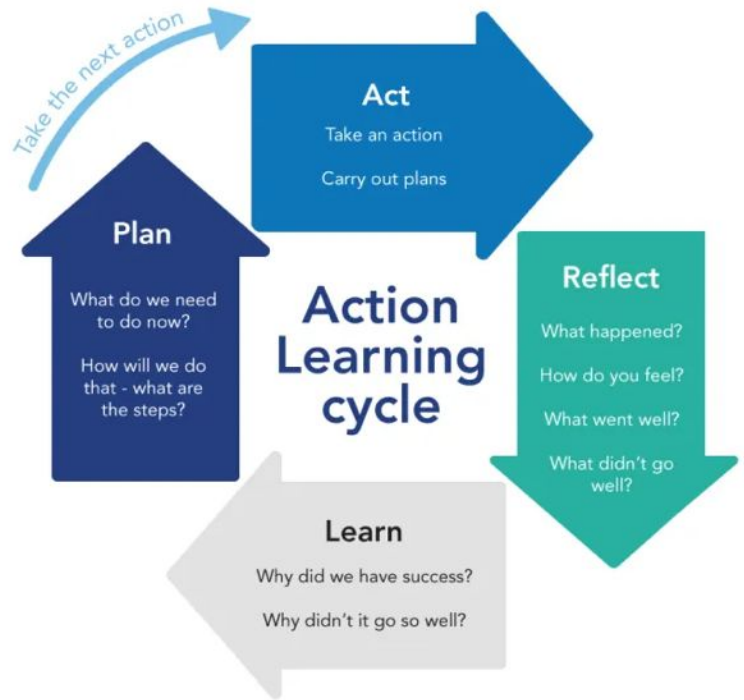 Take the next action
Act
Take an action
Carry out plans
Plan
What do we need
to do now?
How will we do
that - what are
the steps?
Action
Learning
cycle
Reflect
What happened?
How do you feel?
What went well?
What didn't go
well?
Learn
Why did we have success?
Why didn't it go so well?